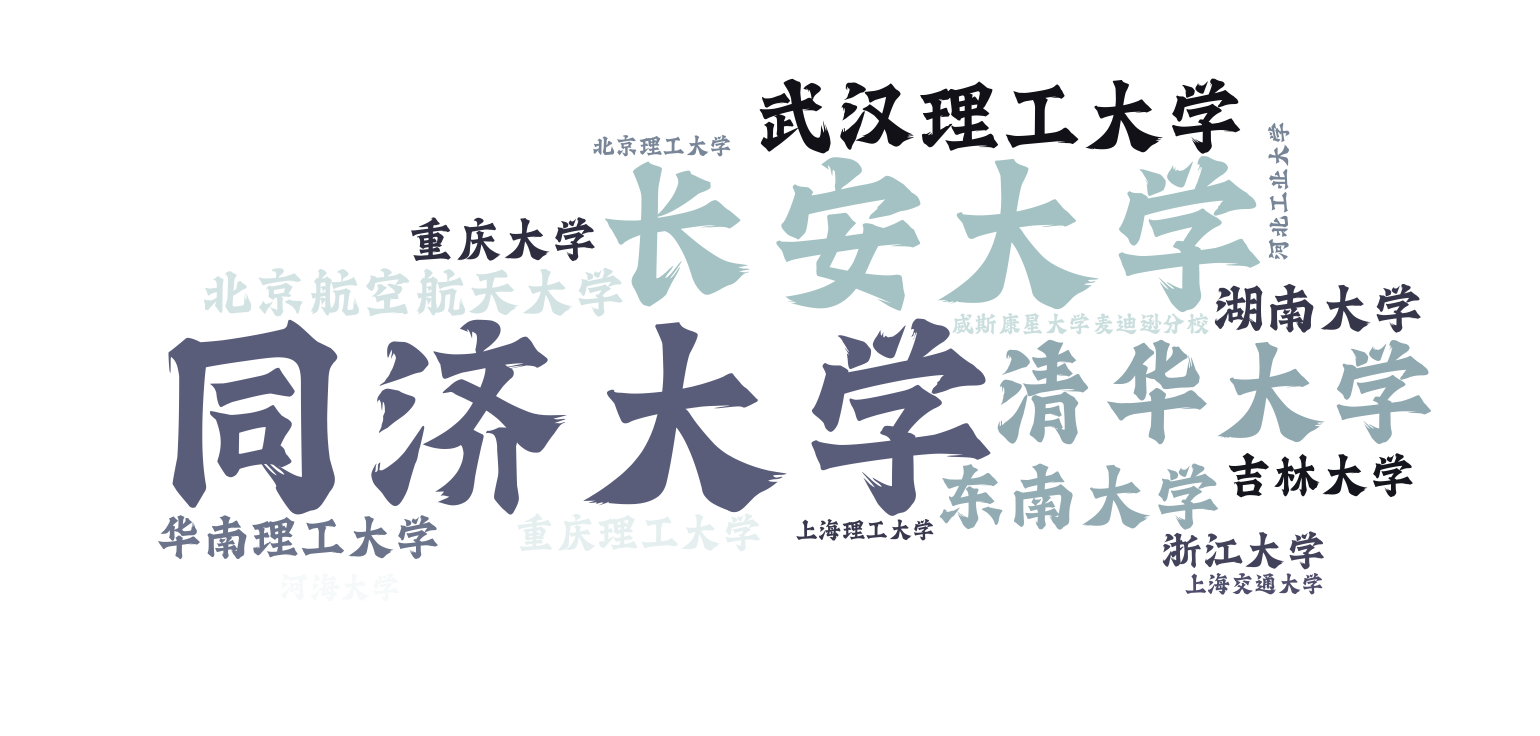 武汉理工大学
北京理工大学
河北工业大学
长安大学
重庆大学
北京航空航天大学
湖南大学
威斯康星大学麦迪逊分校
同济大学
清华大学
吉林大学
东南大学
华南理工大学
重庆理工大学
上海理工大学
浙江大学
上海交通大学
河海大学